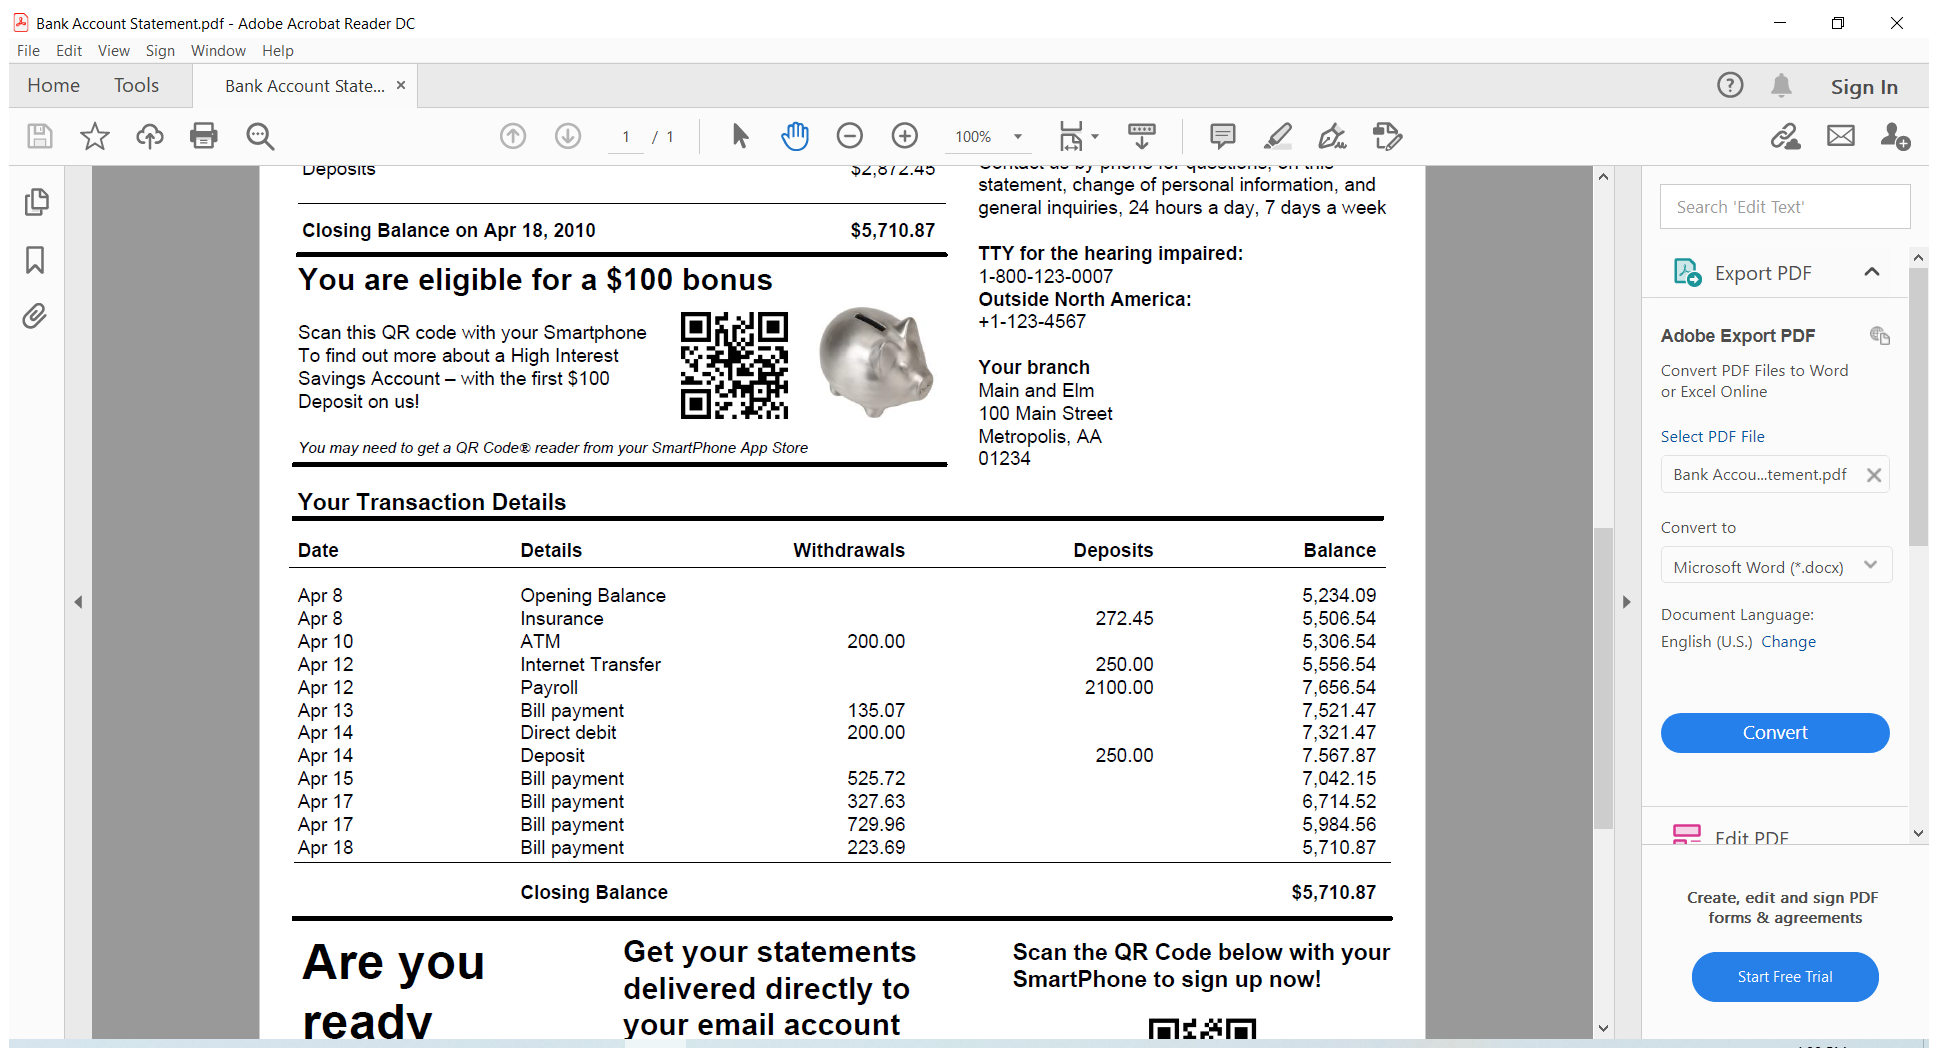 Bank Account Statement.pdf - Adobe Acrobat Reader DC
File Edit View Sign Window Help
Home Tools Bank Account State... × Sign In
1 / 1 100%
Deposits $2,872.45
Closing Balance on Apr 18, 2010 $5,710.87
You are eligible for a $100 bonus
Scan this QR code with your Smartphone
To find out more about a High Interest
Savings Account – with the first $100
Deposit on us!
You may need to get a QR Code® reader from your SmartPhone App Store
Contact us by phone for questions, on this
statement, change of personal information, and
general inquiries, 24 hours a day, 7 days a week
TTY for the hearing impaired:
1-800-123-0007
Outside North America:
+1-123-4567
Your branch
Main and Elm
100 Main Street
Metropolis, AA
01234
Your Transaction Details
Date Details Withdrawals Deposits Balance
Apr 8 Opening Balance 5,234.09
Apr 8 Insurance 272.45 5,506.54
Apr 10 ATM 200.00 5,306.54
Apr 12 Internet Transfer 250.00 5,556.54
Apr 12 Payroll 2100.00 7,656.54
Apr 13 Bill payment 135.07 7,521.47
Apr 14 Direct debit 200.00 7,321.47
Apr 14 Deposit 250.00 7.567.87
Apr 15 Bill payment 525.72 7,042.15
Apr 17 Bill payment 327.63 6,714.52
Apr 17 Bill payment 729.96 5,984.56
Apr 18 Bill payment 223.69 5,710.87
Closing Balance $5,710.87
Are you
ready
Get your statements
delivered directly to
your email account
Scan the QR Code below with your
SmartPhone to sign up now!
Search 'Edit Text'
Export PDF
Adobe Export PDF
Convert PDF Files to Word
or Excel Online
Select PDF File
Bank Accou...tement.pdf
Convert to
Microsoft Word (*.docx)
Document Language:
English (U.S.) Change
Convert
Edit PDF
Create, edit and sign PDF
forms & agreements
Start Free Trial